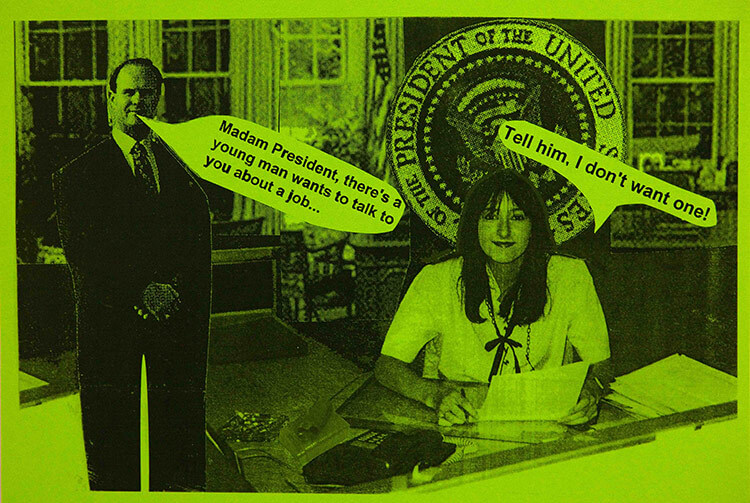 Madam President, there's a
young man wants to talk to
you about a job...
OF THE PRESIDENT OF THE UNITED
Tell him, I don't want one!